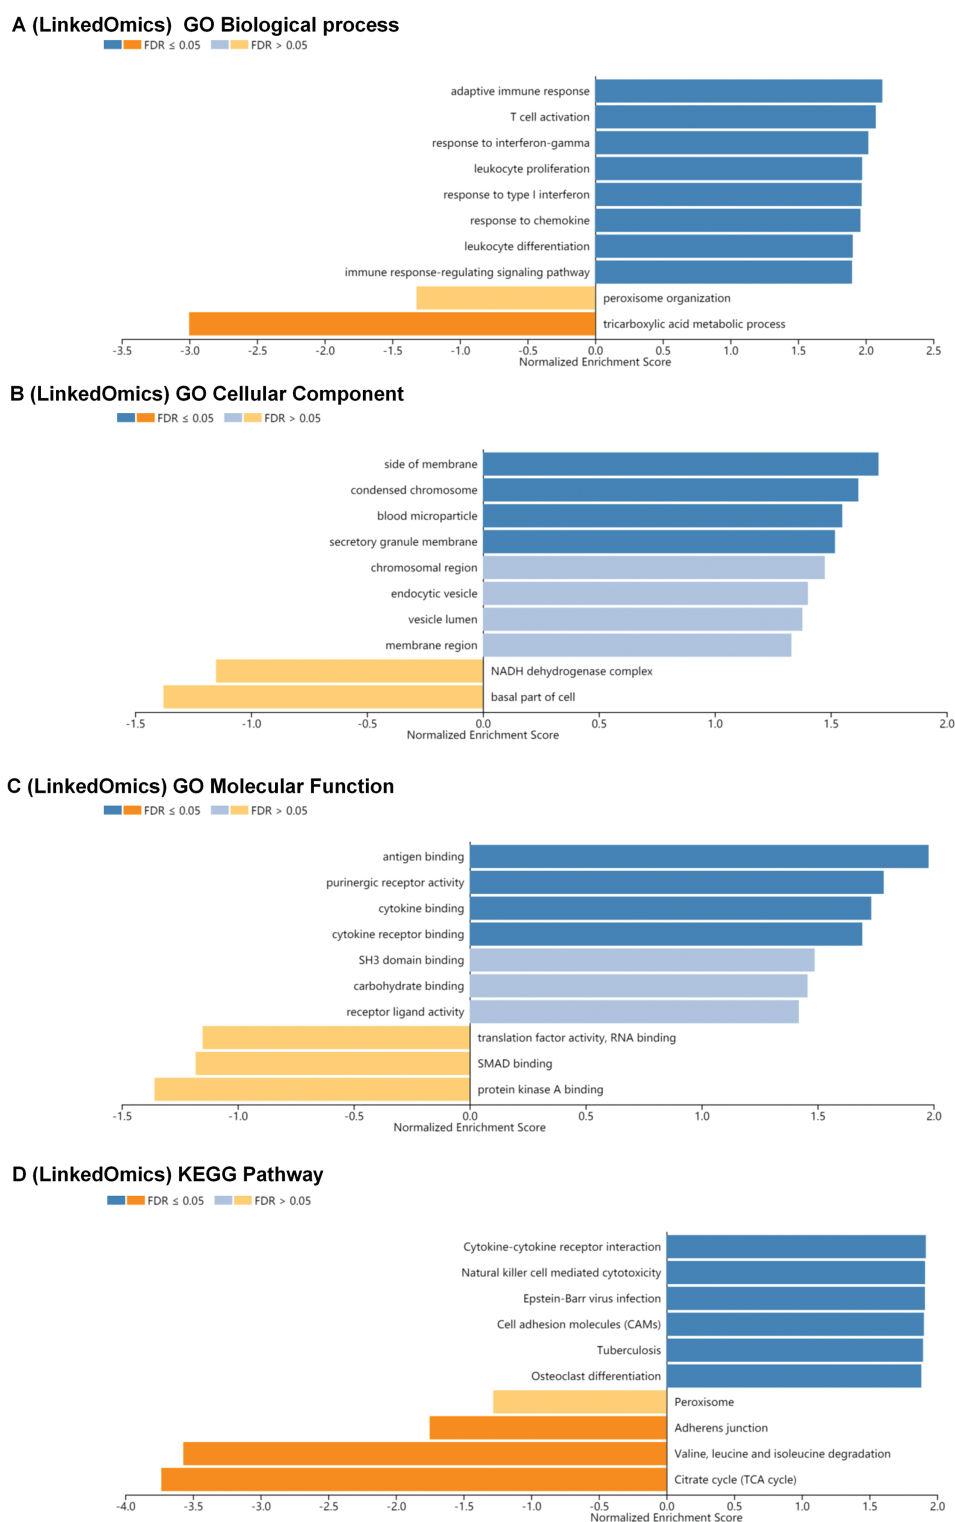 A (LinkedOmics)  GO Biological process
FDR ≤ 0.05 FDR > 0.05
adaptive immune response
T cell activation
response to interferon-gamma
leukocyte proliferation
response to type I interferon
response to chemokine
leukocyte differentiation
immune response-regulating signaling pathway
peroxisome organization
tricarboxylic acid metabolic process
-3.5 -3.0 -2.5 -2.0 -1.5 -1.0 -0.5 0.0 0.5 1.0 1.5 2.0 2.5
Normalized Enrichment Score
B (LinkedOmics) GO Cellular Component
FDR ≤ 0.05 FDR > 0.05
side of membrane
condensed chromosome
blood microparticle
secretory granule membrane
chromosomal region
endocytic vesicle
vesicle lumen
membrane region
NADH dehydrogenase complex
basal part of cell
-1.5 -1.0 -0.5 0.0 0.5 1.0 1.5 2.0
Normalized Enrichment Score
C (LinkedOmics) GO Molecular Function
FDR ≤ 0.05 FDR > 0.05
antigen binding
purinergic receptor activity
cytokine binding
cytokine receptor binding
SH3 domain binding
carbohydrate binding
receptor ligand activity
translation factor activity, RNA binding
SMAD binding
protein kinase A binding
-1.5 -1.0 -0.5 0.0 0.5 1.0 1.5 2.0
Normalized Enrichment Score
D (LinkedOmics) KEGG Pathway
FDR ≤ 0.05 FDR > 0.05
Cytokine-cytokine receptor interaction
Natural killer cell mediated cytotoxicity
Epstein-Barr virus infection
Cell adhesion molecules (CAMs)
Tuberculosis
Osteoclast differentiation
Peroxisome
Adherens junction
Valine, leucine and isoleucine degradation
Citrate cycle (TCA cycle)
-4.0 -3.5 -3.0 -2.5 -2.0 -1.5 -1.0 -0.5 0.0 0.5 1.0 1.5 2.0
Normalized Enrichment Score